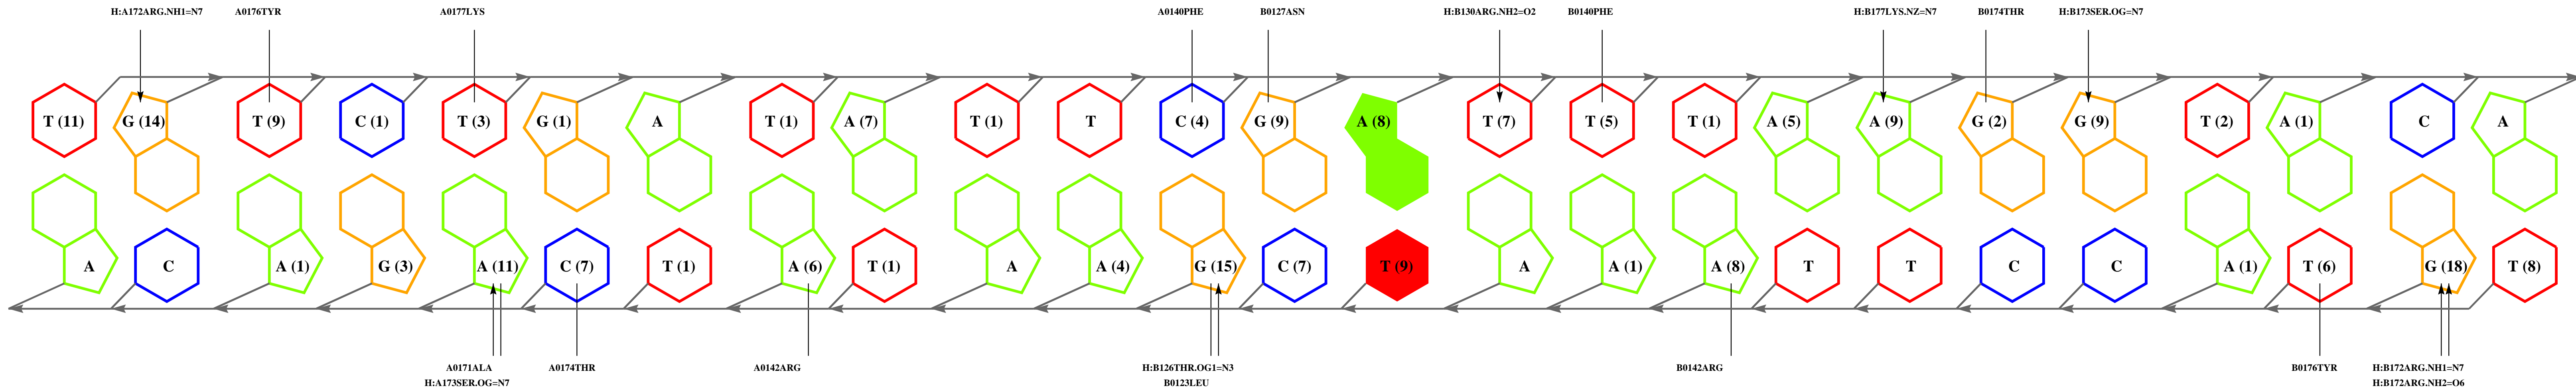 H:A172ARG.NH1=N7 A0176TYR A0177LYS A0140PHE B0127ASN H:B130ARG.NH2=O2 B0140PHE H:B177LYS.NZ=N7 B0174THR H:B173SER.OG=N7
T (11) G (14) T (9) C (1) T (3) G (1) A T (1) A (7) T (1) T C (4) G (9) A (8) T (7) T (5) T (1) A (5) A (9) G (2) G (9) T (2) A (1) C A
A C A (1) G (3) A (11) C (7) T (1) A (6) T (1) A A (4) G (15) C (7) T (9) A A (1) A (8) T T C C A (1) T (6) G (18) T (8)
A0171ALA A0174THR A0142ARG H:B126THR.OG1=N3 B0142ARG B0176TYR H:B172ARG.NH1=N7
H:A173SER.OG=N7 B0123LEU H:B172ARG.NH2=O6